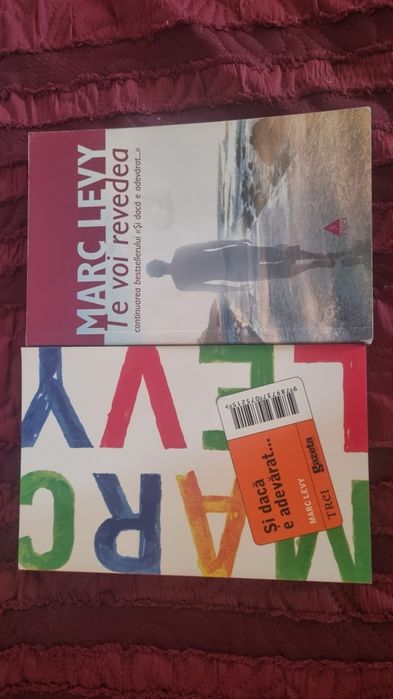 MARC LEVY
Te voi revedea
continuarea bestsellerului «Și dacă e adevărat...»
TREI
MARC
LEVY
Și dacă
e adevărat...
MARC LEVY
TREI
gazeta